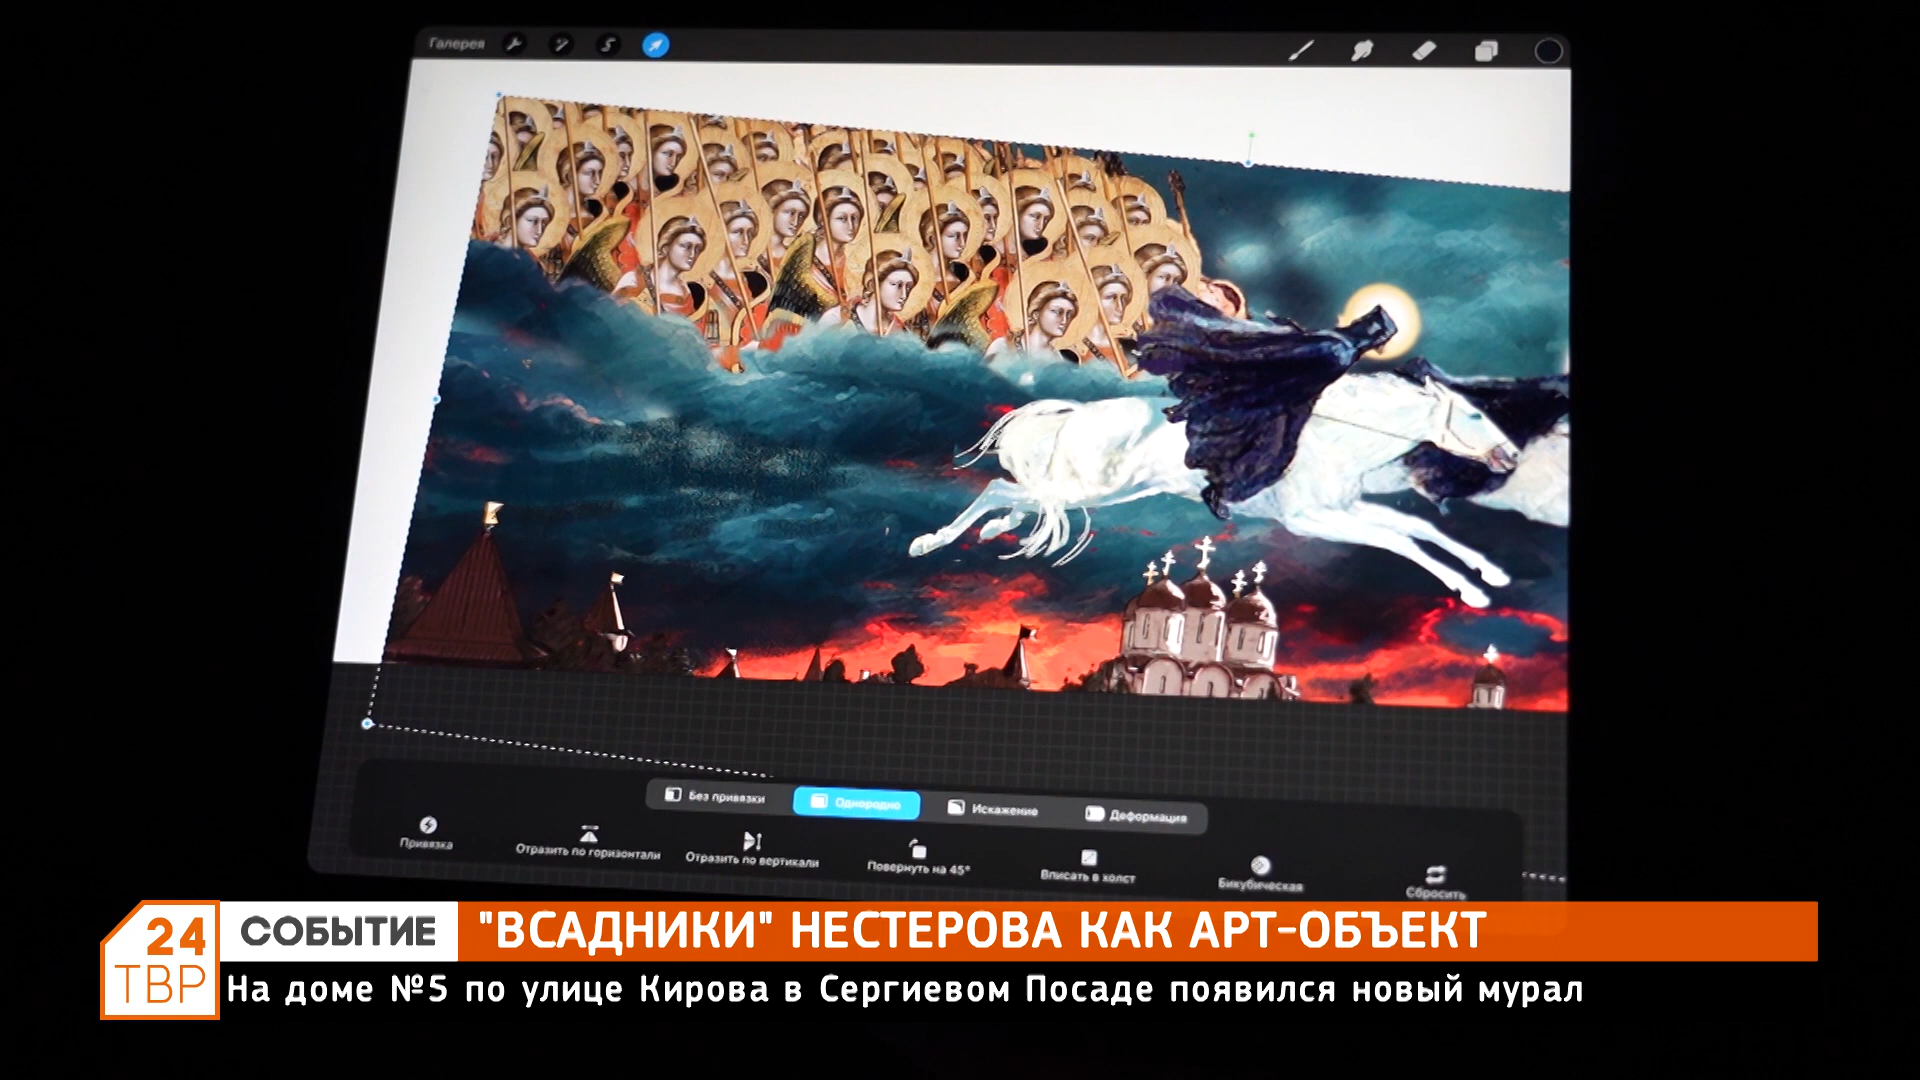 Галерея
Без привязки
Однородно
Искажение
Деформация
Привязка
Отразить по горизонтали
Отразить по вертикали
Повернуть на 45°
Вписать в холст
Бикубическая
Сбросить
24
ТВР
СОБЫТИЕ
"ВСАДНИКИ" НЕСТЕРОВА КАК АРТ-ОБЪЕКТ
На доме №5 по улице Кирова в Сергиевом Посаде появился новый мурал